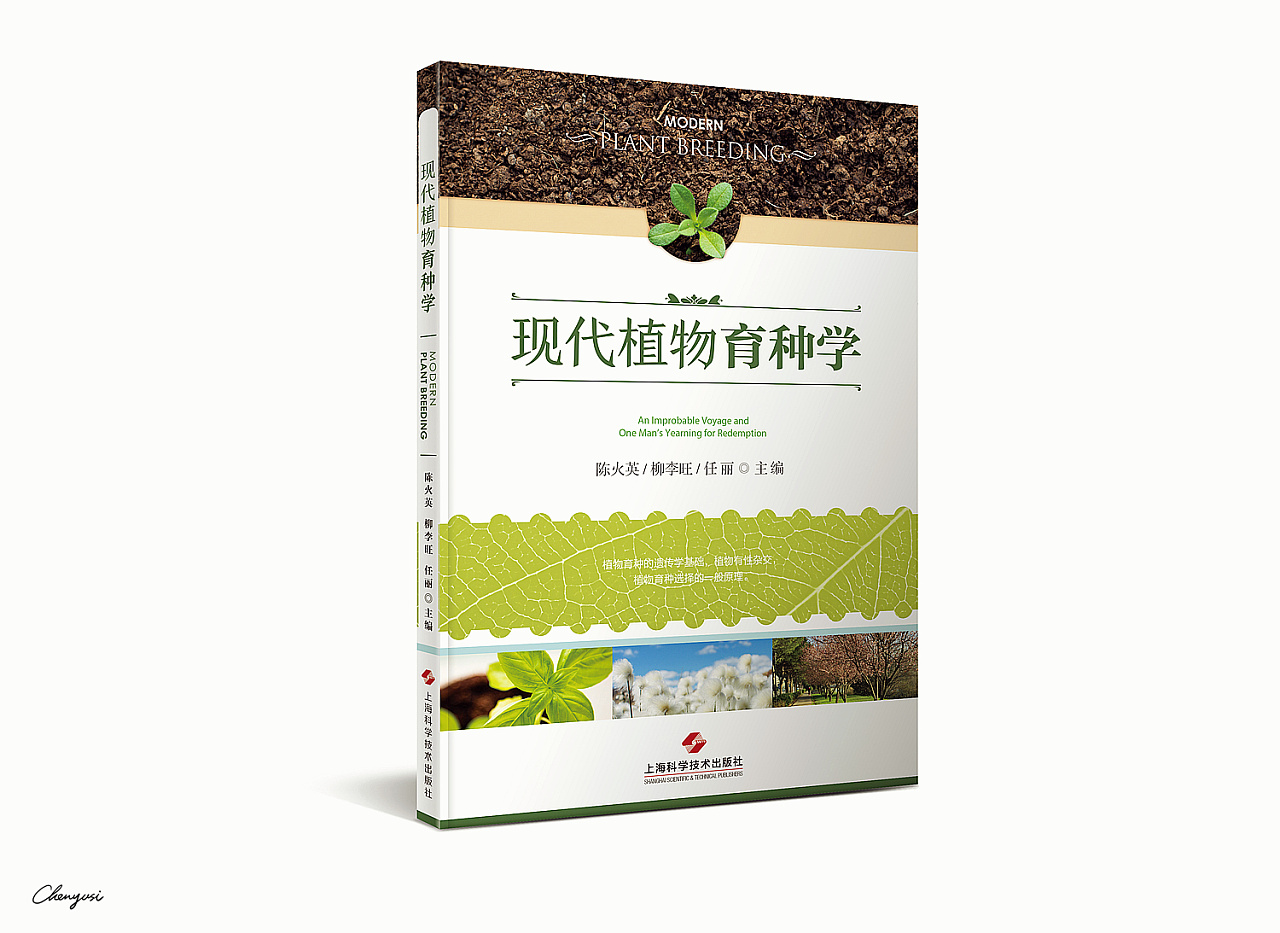 MODERN
PLANT BREEDING
现代植物育种学
An Improbable Voyage and
One Man's Yearning for Redemption
陈火英 / 柳李旺 / 任丽 ◎ 主编
植物育种的遗传学基础、植物有性杂交、
植物育种选择的一般原理。
上海科学技术出版社
SHANGHAI SCIENTIFIC & TECHNICAL PUBLISHERS
现代植物育种学
MODERN
PLANT BREEDING
陈火英 柳李旺 任丽 ◎ 主编
上海科学技术出版社
Chenyusi